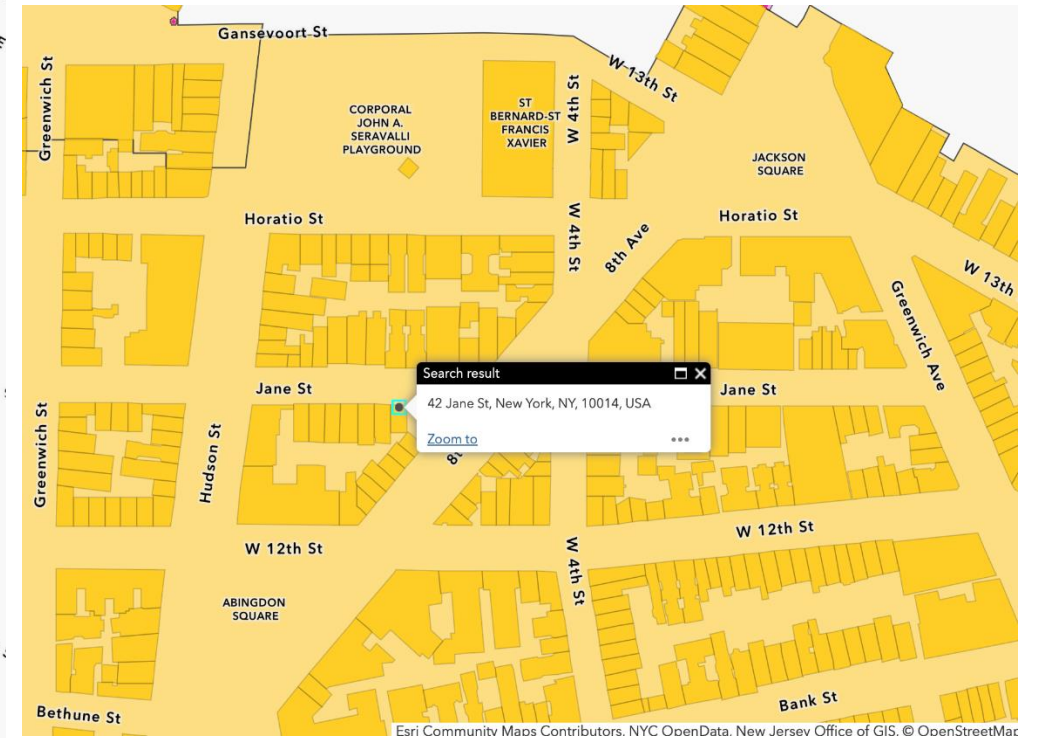 Gansevoort St
W 13th St
Greenwich St
W 4th St
CORPORAL
JOHN A.
SERAVALLI
PLAYGROUND
ST
BERNARD-ST
FRANCIS
XAVIER
JACKSON
SQUARE
Horatio St
W 4th St
8th Ave
Horatio St
W 13th
Greenwich Ave
Search result
Jane St
42 Jane St, New York, NY, 10014, USA
Jane St
Zoom to
Greenwich St
Hudson St
W 12th St
W 12th St
W 4th St
ABINGDON
SQUARE
Bethune St
Bank St
Esri Community Maps Contributors, NYC OpenData, New Jersey Office of GIS, © OpenStreetMap